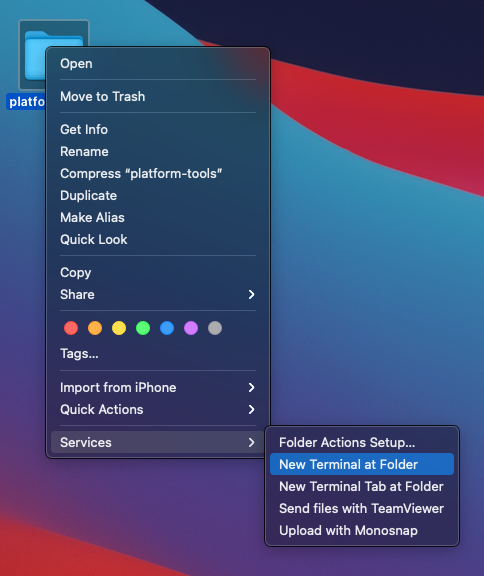 platfo
Open
Move to Trash
Get Info
Rename
Compress “platform-tools”
Duplicate
Make Alias
Quick Look
Copy
Share
Tags...
Import from iPhone
Quick Actions
Services
Folder Actions Setup...
New Terminal at Folder
New Terminal Tab at Folder
Send files with TeamViewer
Upload with Monosnap